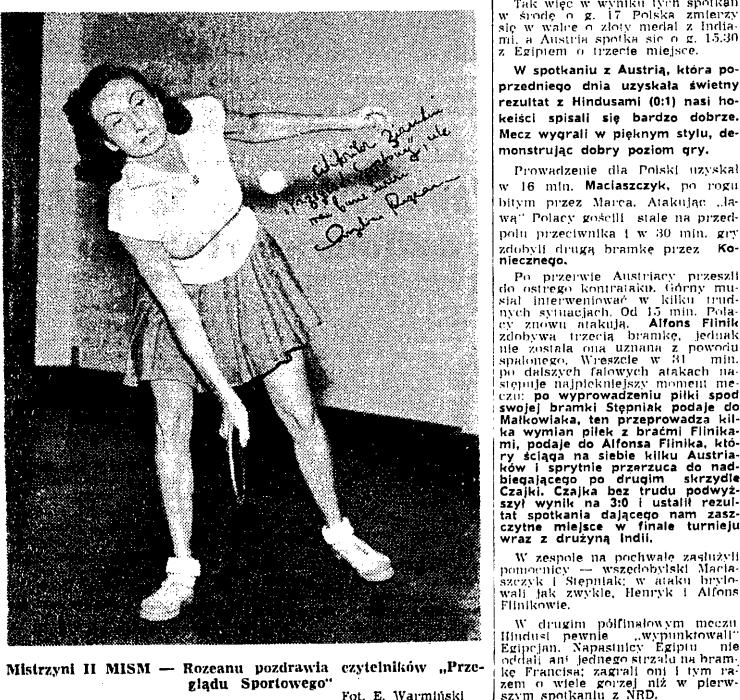 Mistrzyni II MISM — Rozeanu pozdrawia czytelników „Prze-
glądu Sportowego"
Fot. E. Warmiński
Tak więc w wyniku tych spotkań
w środę o g. 17 Polska zmierzy
się w walce o złoty medal z India-
mi, a Austria spotka się o g. 15.30
z Egiptem o trzecie miejsce.
W spotkaniu z Austrią, która po-
przedniego dnia uzyskała świetny
rezultat z Hindusami (0:1) nasi ho-
keiści spisali się bardzo dobrze.
Mecz wygrali w pięknym stylu, de-
monstrując dobry poziom gry.
Prowadzenie dla Polski uzyskał
w 16 min. Maciaszczyk, po rogu
bitym przez Marca. Atakując „ła-
wą" Polacy gościli stale na przed-
polu przeciwnika i w 30 min. gry
zdobyli drugą bramkę przez Ko-
niecznego.
Po przerwie Austriacy przeszli
do ostrego kontrataku. Górny mu-
siał interweniować w kilku trud-
nych sytuacjach. Od 15 min. Pola-
cy znowu atakują. Alfons Flinik
zdobywa trzecią bramkę, jednak
nie została ona uznana z powodu
spalonego. Wreszcie w 31 min.
po dalszych falowych atakach na-
stępuje najpiękniejszy moment me-
czu: po wyprowadzeniu piłki spod
swojej bramki Stępniak podaje do
Małkowiaka, ten przeprowadza kil-
ka wymian piłek z braćmi Flinika-
mi, podaje do Alfonsa Flinika, któ-
ry ściąga na siebie kilku Austria-
ków i sprytnie przerzuca do nad-
biegającego po drugim skrzydle
Czajki. Czajka bez trudu podwyż-
szył wynik na 3:0 i ustalił rezul-
tat spotkania dającego nam zasz-
czytne miejsce w finale turnieju
wraz z drużyną Indii.
W zespole na pochwałę zasłużyli
pomocnicy — wszędobylski Macia-
szczyk i Stępniak; w ataku brylo-
wali jak zwykle, Henryk i Alfons
Flinikowie.
W drugim półfinałowym meczu
Hindusi pewnie „wypunktowali"
Egipcjan. Napastnicy Egiptu nie
oddali ani jednego strzału na bram-
kę Francisa; zagrali oni tym ra-
zem o wiele gorzej niż w pierw-
szym spotkaniu z NRD.